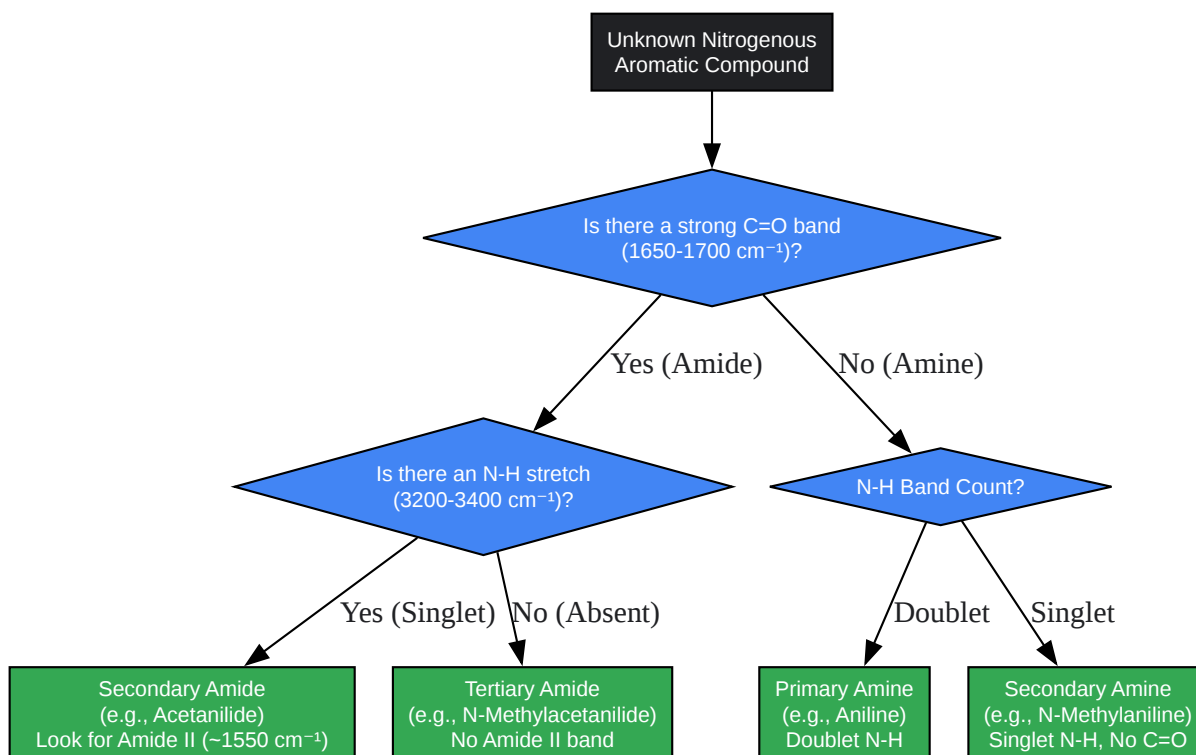 Unknown Nitrogenous
Aromatic Compound
Is there a strong C=O band
(1650-1700 cm⁻¹)?
Yes (Amide)
No (Amine)
Is there an N-H stretch
(3200-3400 cm⁻¹)?
N-H Band Count?
Yes (Singlet)
No (Absent)
Doublet
Singlet
Secondary Amide
(e.g., Acetanilide)
Look for Amide II (~1550 cm⁻¹)
Tertiary Amide
(e.g., N-Methylacetanilide)
No Amide II band
Primary Amine
(e.g., Aniline)
Doublet N-H
Secondary Amine
(e.g., N-Methylaniline)
Singlet N-H, No C=O